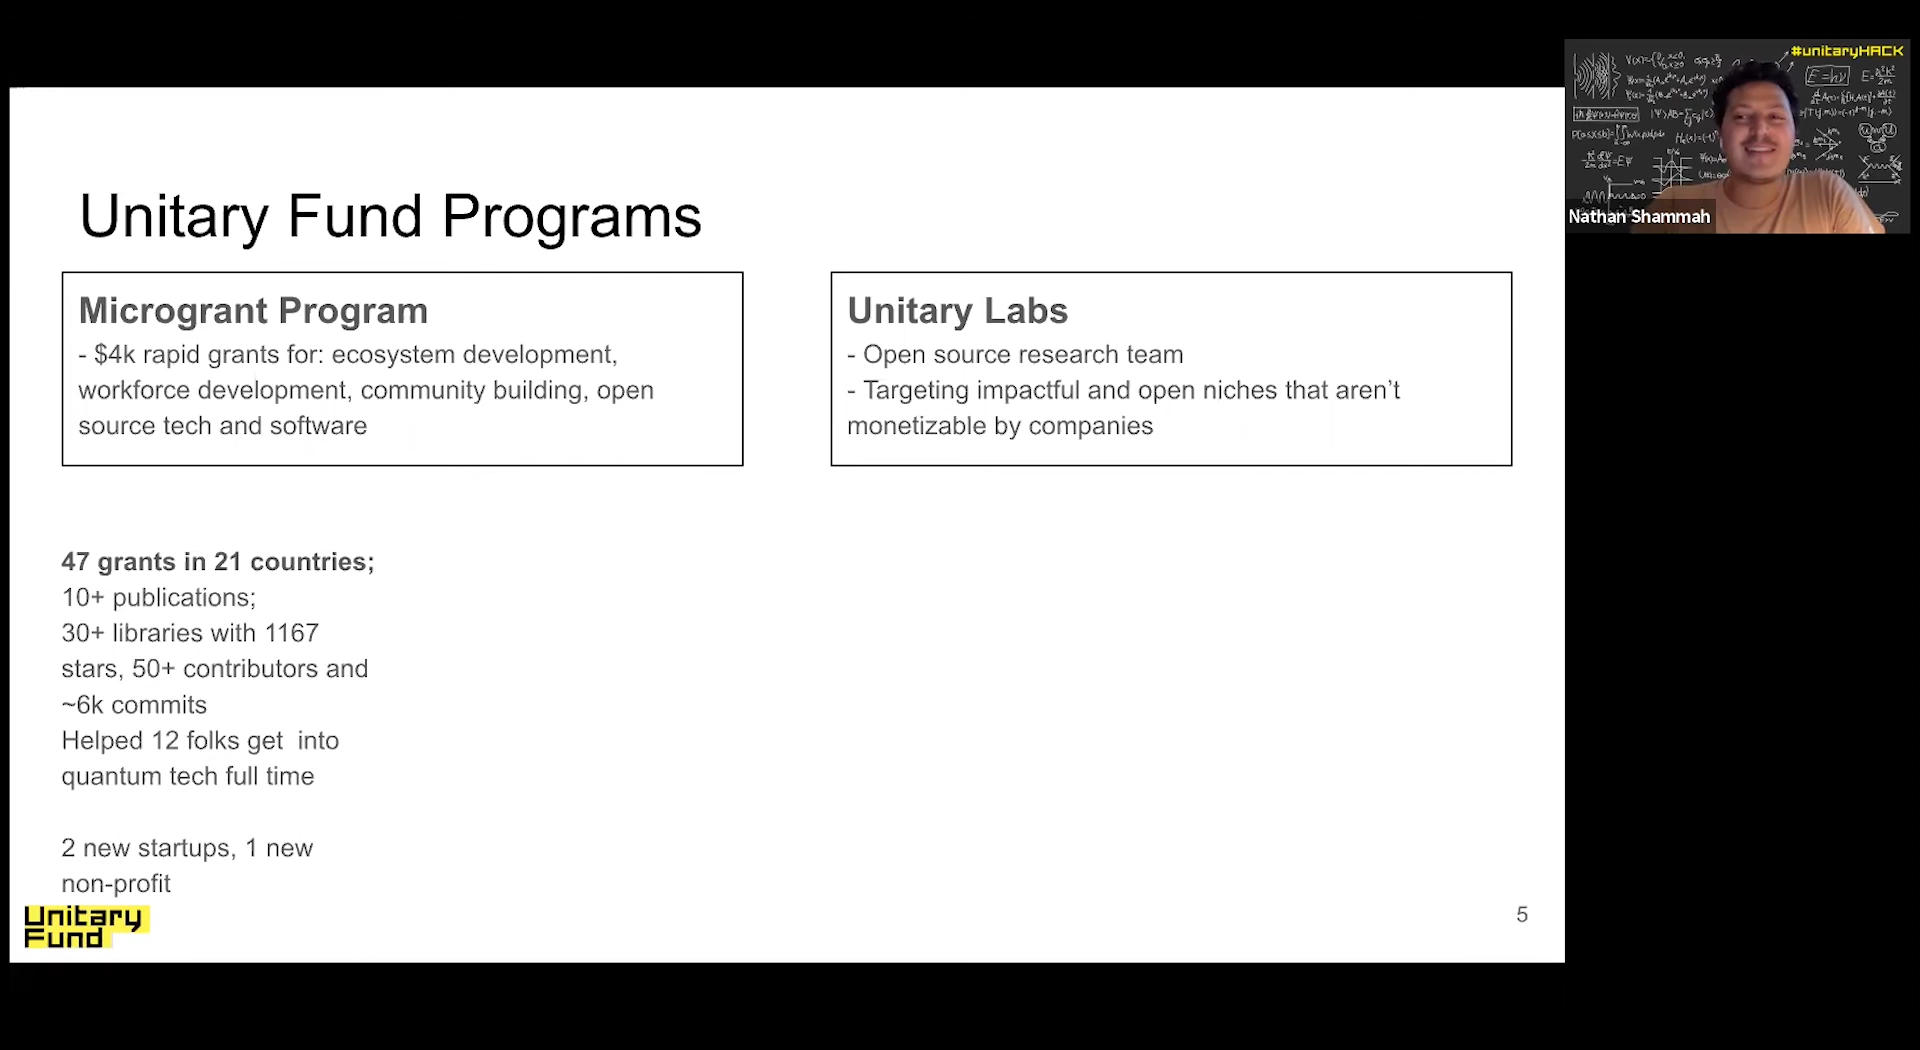 Unitary Fund Programs
Microgrant Program
- $4k rapid grants for: ecosystem development,
workforce development, community building, open
source tech and software
Unitary Labs
- Open source research team
- Targeting impactful and open niches that aren’t
monetizable by companies
47 grants in 21 countries;
10+ publications;
30+ libraries with 1167
stars, 50+ contributors and
~6k commits
Helped 12 folks get  into
quantum tech full time
2 new startups, 1 new
non-profit
Unitary
Fund
5
#unitaryHACK
Nathan Shammah